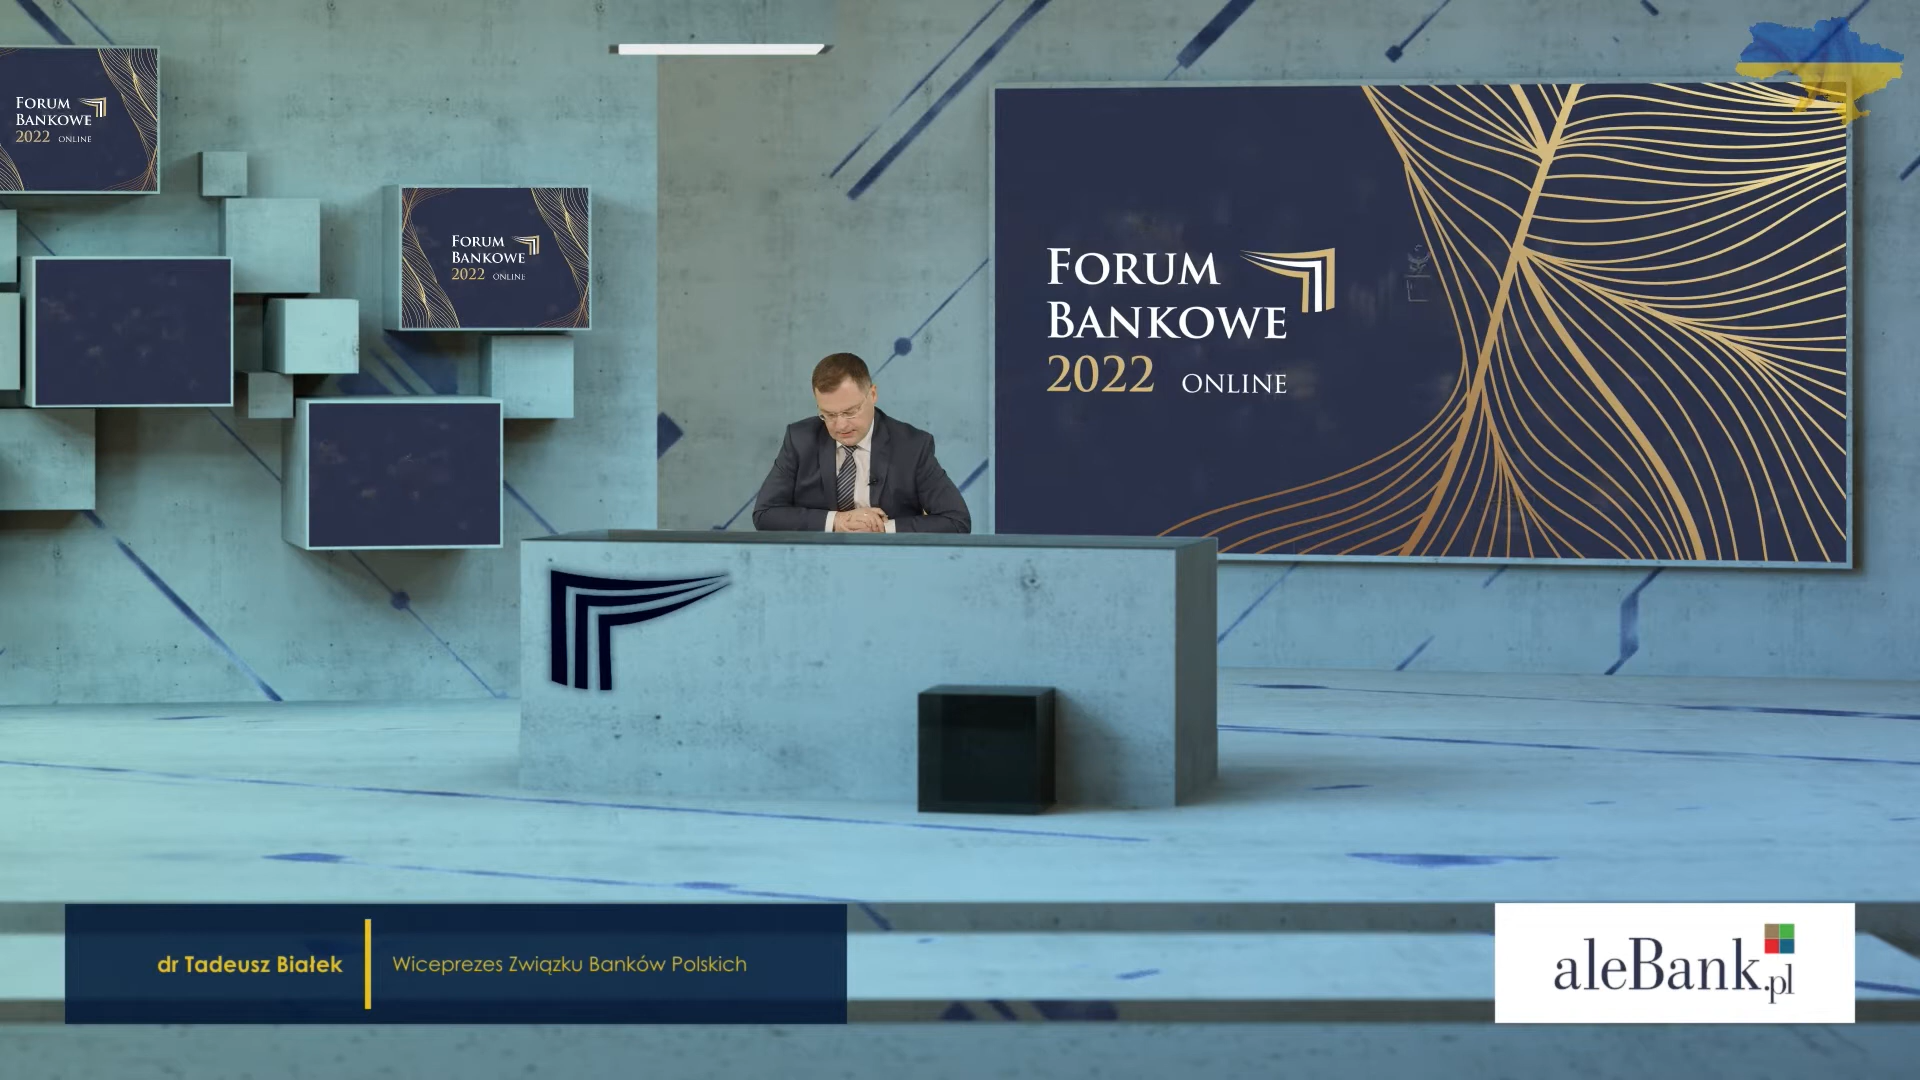 FORUM
BANKOWE
2022 ONLINE
FORUM
BANKOWE
2022 ONLINE
FORUM
BANKOWE
2022 ONLINE
dr Tadeusz Białek
Wiceprezes Związku Banków Polskich
aleBank.pl